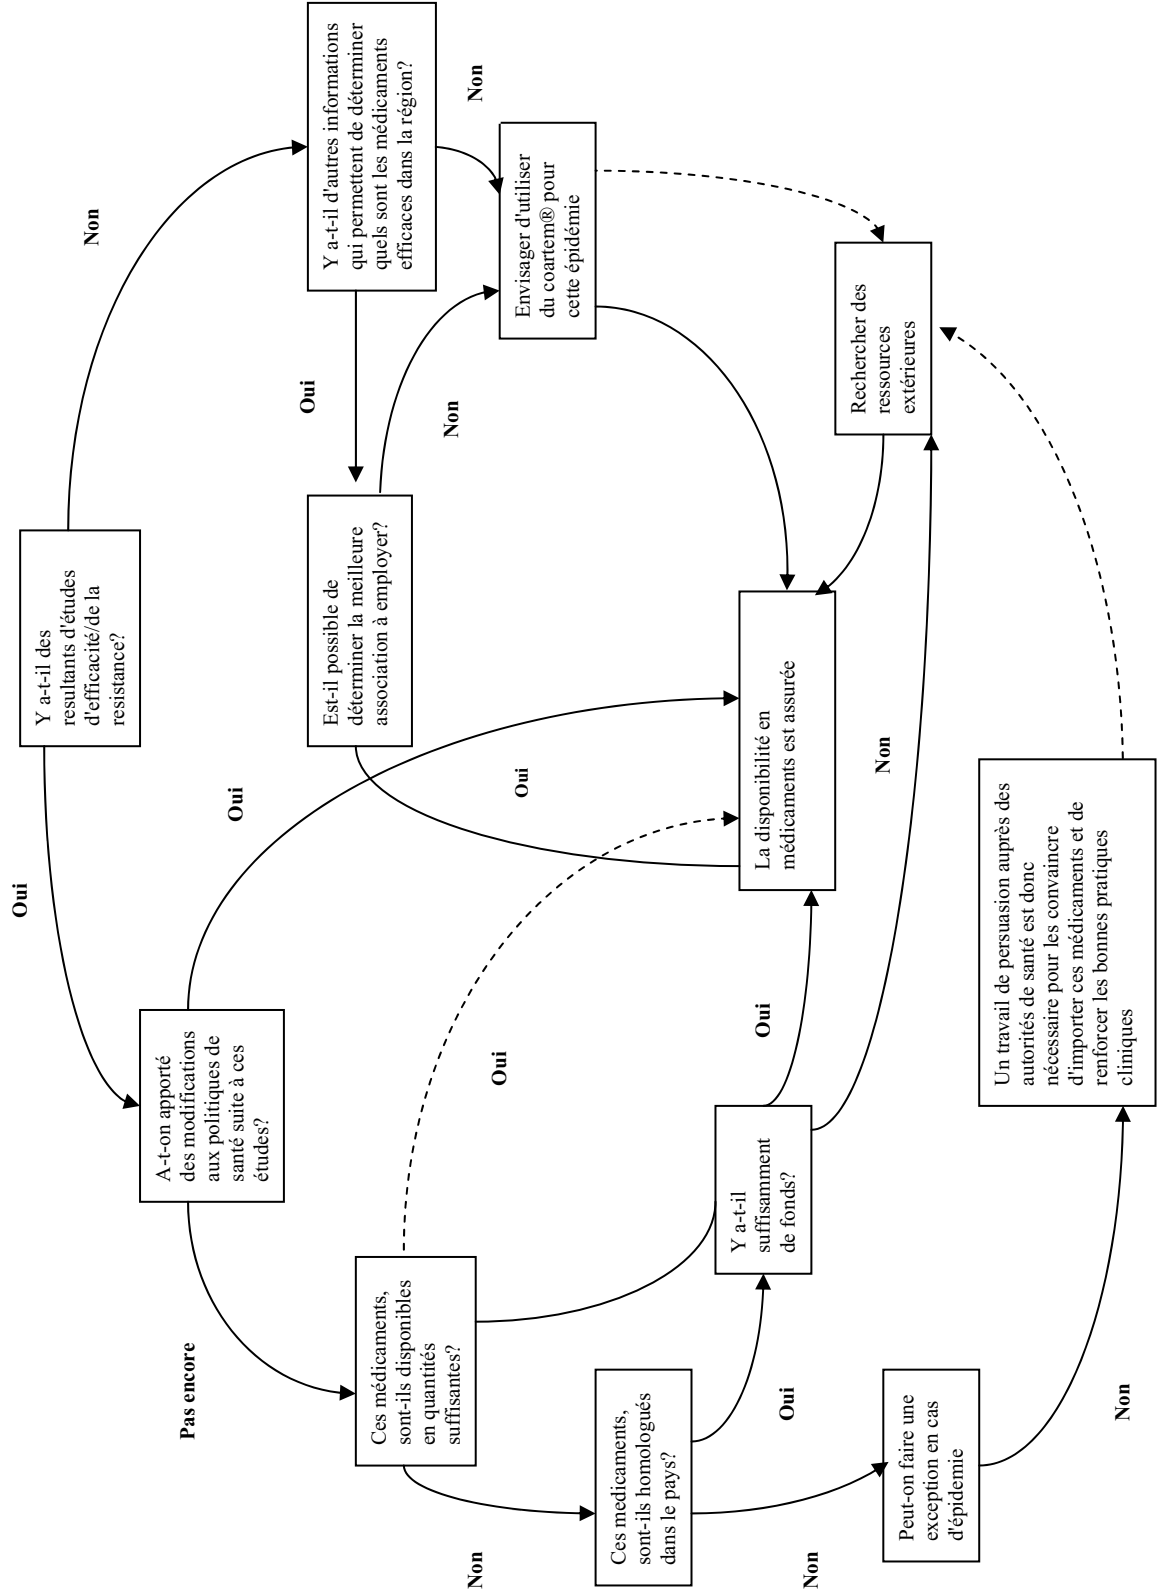 Oui
Y a-t-il des
resultants d'études
d'efficacité/de la
resistance?
Non
A-t-on apporté
des modifications
aux politiques de
santé suite à ces
études?
Oui
Est-il possible de
déterminer la meilleure
association à employer?
Oui
Y a-t-il d'autres informations
qui permettent de déterminer
quels sont les médicaments
efficaces dans la région?
Pas encore
Ces médicaments,
sont-ils disponibles
en quantités
suffisantes?
Oui
Oui
Non
Non
Envisager d'utiliser
du coartem® pour
cette épidémie
Non
Ces medicaments,
sont-ils homologués
dans le pays?
Y a-t-il
suffisamment
de fonds?
Oui
La disponibilité en
médicaments est assurée
Oui
Non
Rechercher des
ressources
extérieures
Non
Peut-on faire une
exception en cas
d'épidemie
Un travail de persuasion auprès des
autorités de santé est donc
nécessaire pour les convaincre
d'importer ces médicaments et de
renforcer les bonnes pratiques
cliniques
Non